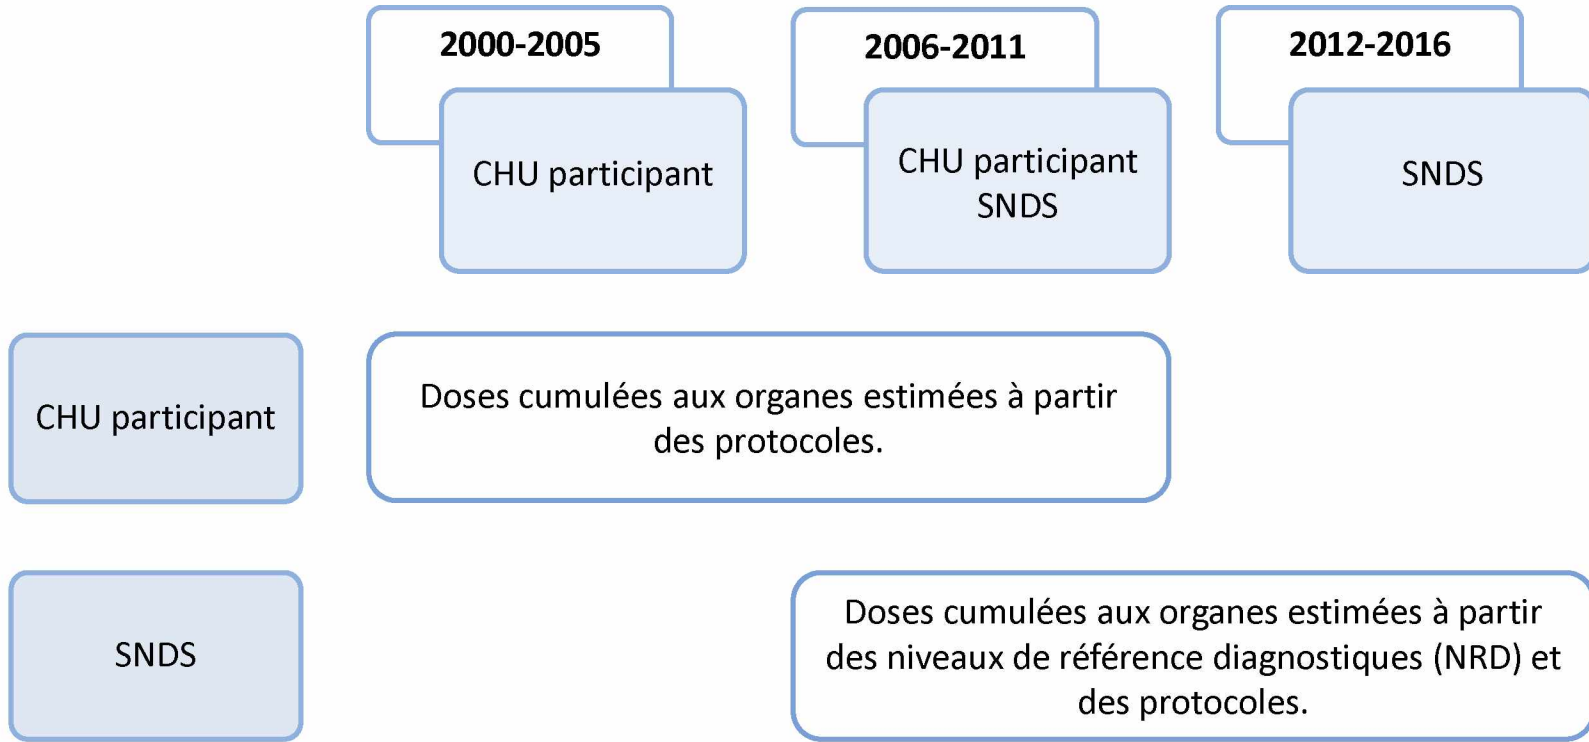 2000-2005
2006-2011
2012-2016
CHU participant
CHU participant
SNDS
SNDS
CHU participant
Doses cumulées aux organes estimées à partir
des protocoles.
SNDS
Doses cumulées aux organes estimées à partir
des niveaux de référence diagnostiques (NRD) et
des protocoles.